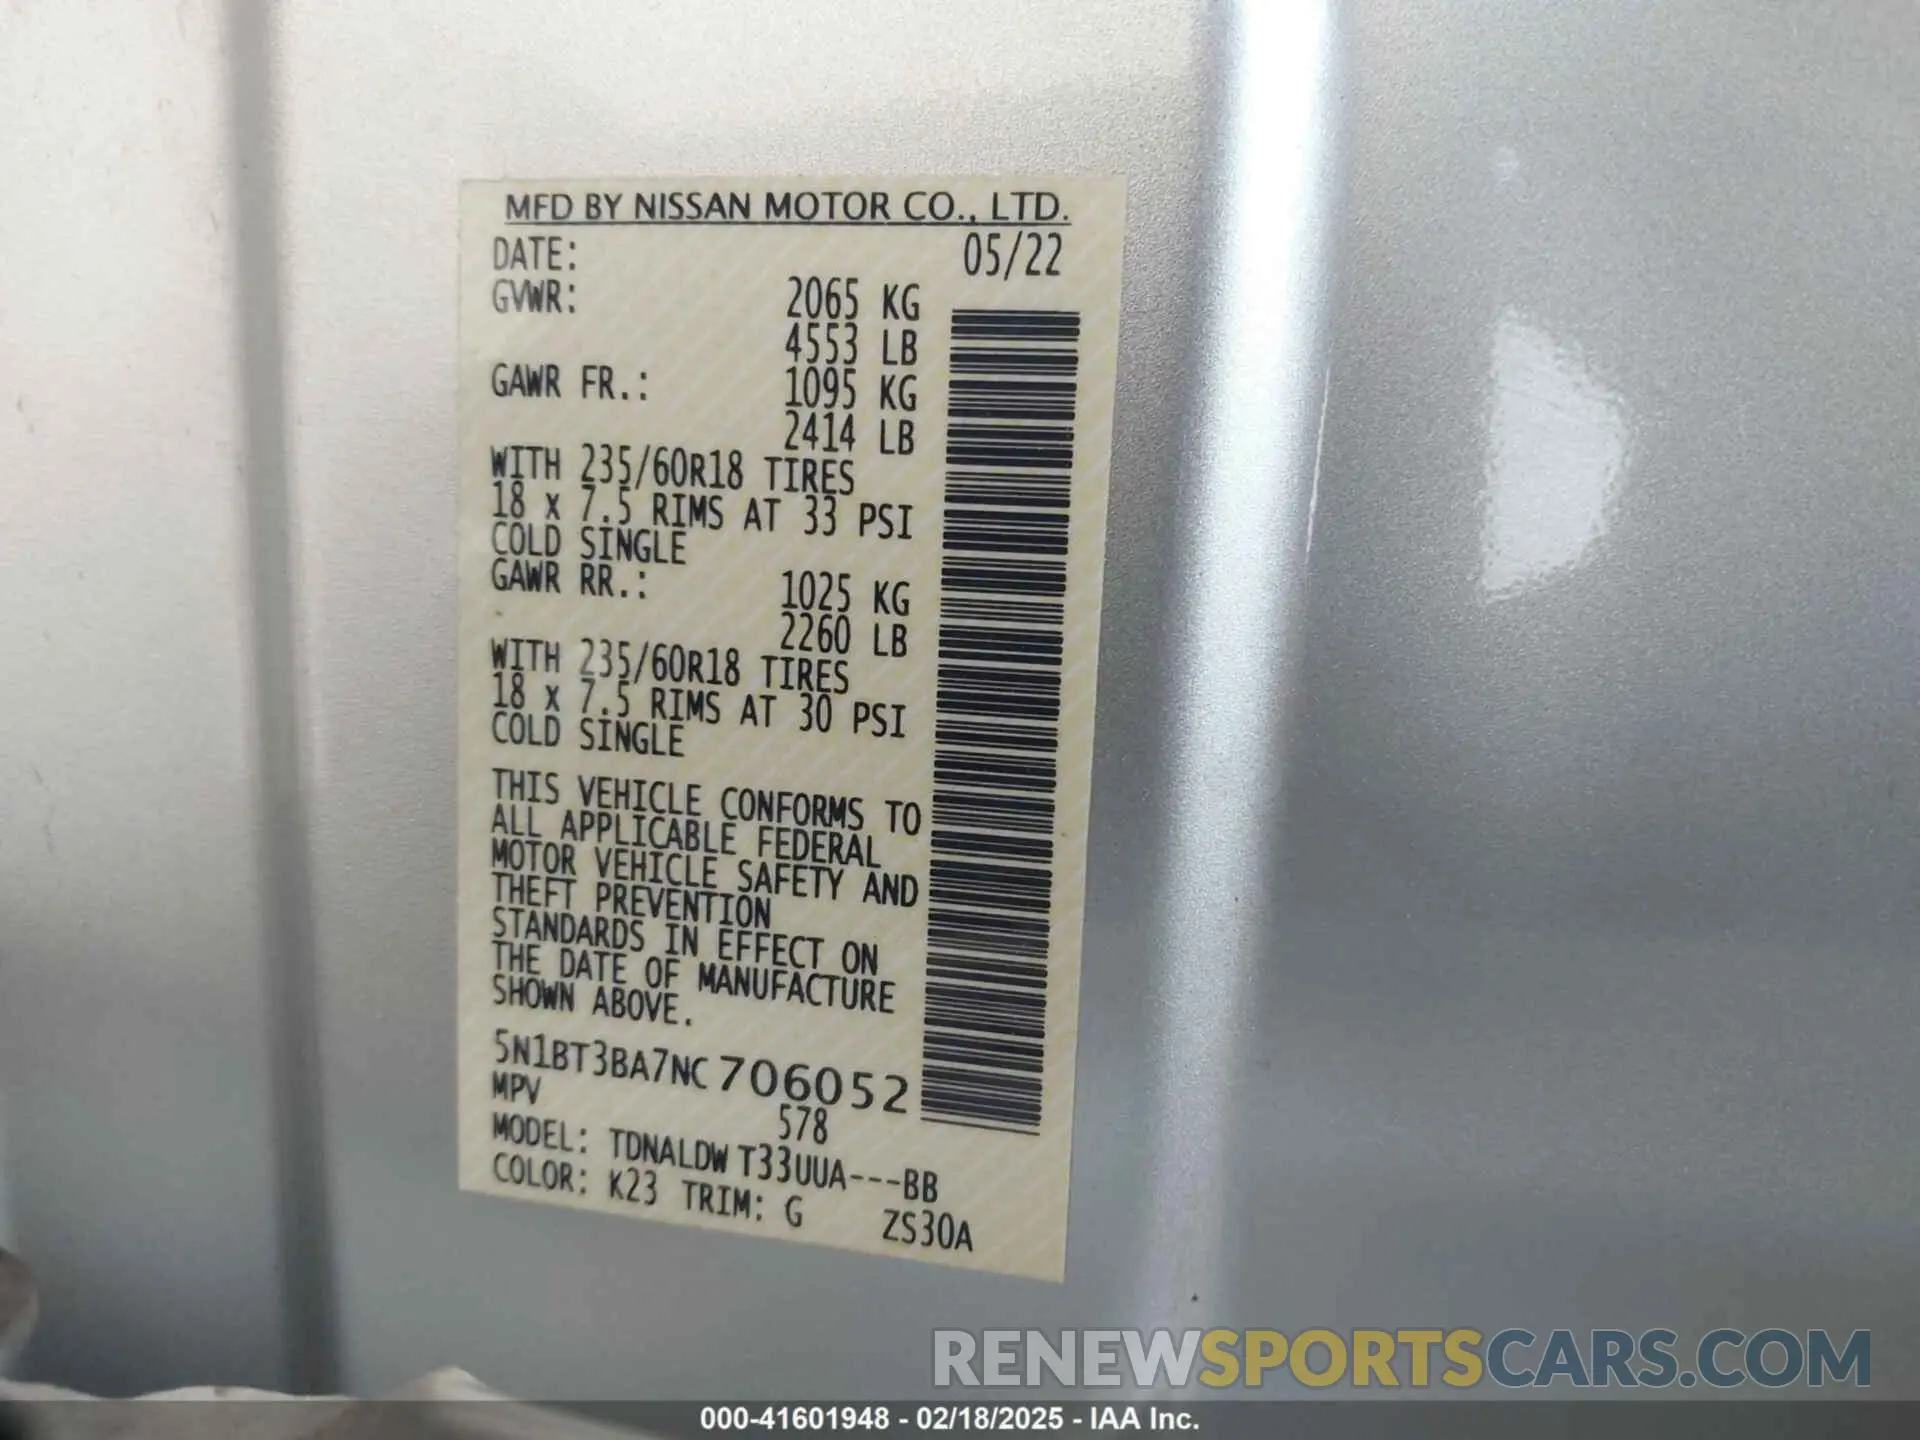 MFD BY NISSAN MOTOR CO., LTD.
DATE: 05/22
GVWR: 2065 KG
4553 LB
GAWR FR.: 1095 KG
2414 LB
WITH 235/60R18 TIRES
18 x 7.5 RIMS AT 33 PSI
COLD SINGLE
GAWR RR.: 1025 KG
2260 LB
WITH 235/60R18 TIRES
18 x 7.5 RIMS AT 30 PSI
COLD SINGLE
THIS VEHICLE CONFORMS TO
ALL APPLICABLE FEDERAL
MOTOR VEHICLE SAFETY AND
THEFT PREVENTION
STANDARDS IN EFFECT ON
THE DATE OF MANUFACTURE
SHOWN ABOVE.
5N1BT3BA7NC706052
MPV 578
MODEL: TDNALDW T33UUA---BB
COLOR: K23 TRIM: G ZS30A
RENEWSPORTSCARS.COM
000-41601948 - 02/18/2025 - IAA Inc.